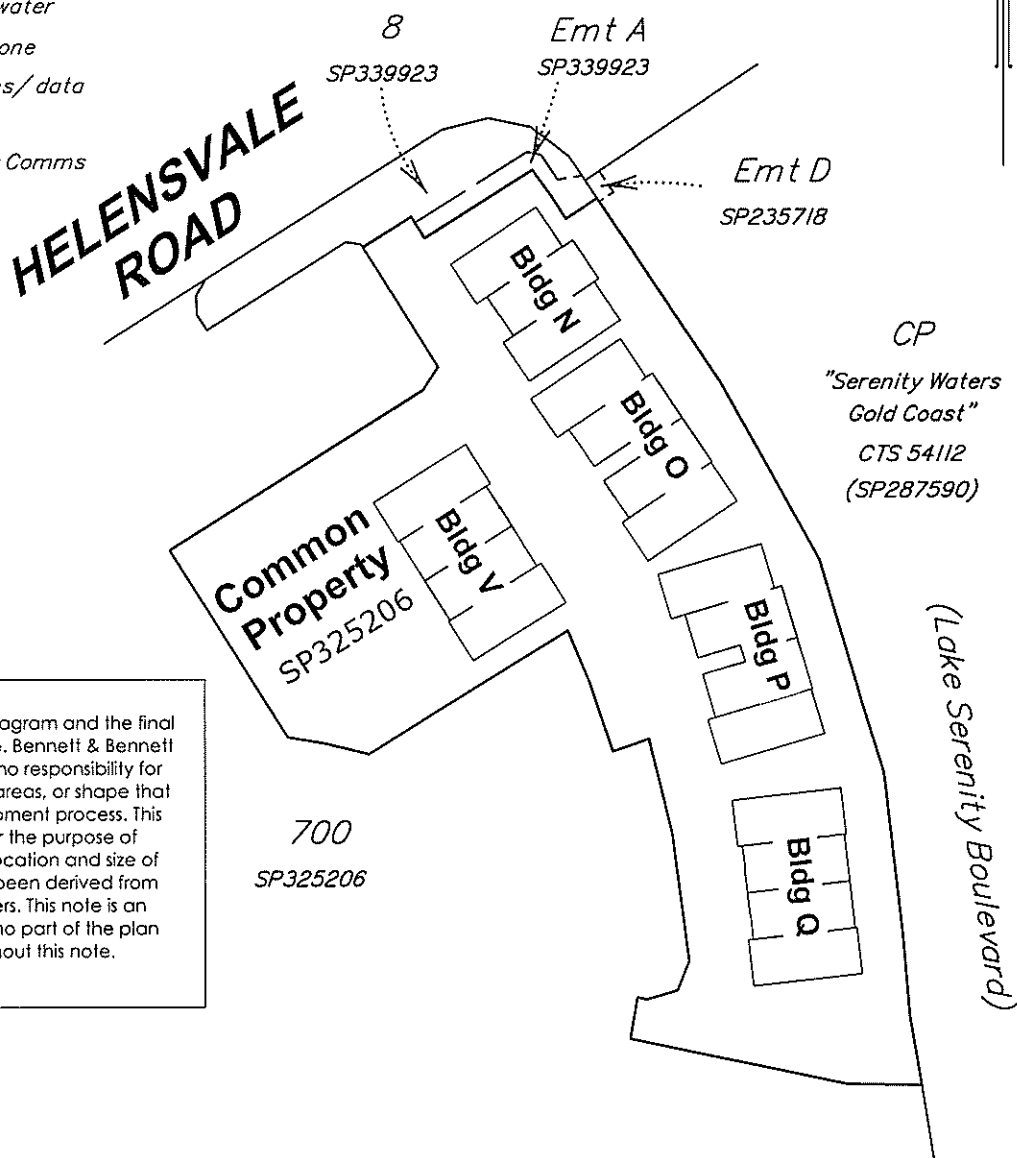 water
one
s/data
Comms
8
SP339923
Emt A
SP339923
Emt D
SP235718
HELENSVALE
ROAD
Bldg N
Bldg O
CP
"Serenity Waters
Gold Coast"
CTS 54112
(SP287590)
Common
Property
SP325206
Bldg V
Bldg P
(Lake Serenity Boulevard)
agram and the final
Bennett & Bennett
no responsibility for
areas, or shape that
pment process. This
r the purpose of
ocation and size of
been derived from
ers. This note is an
no part of the plan
out this note.
700
SP325206
Bldg Q